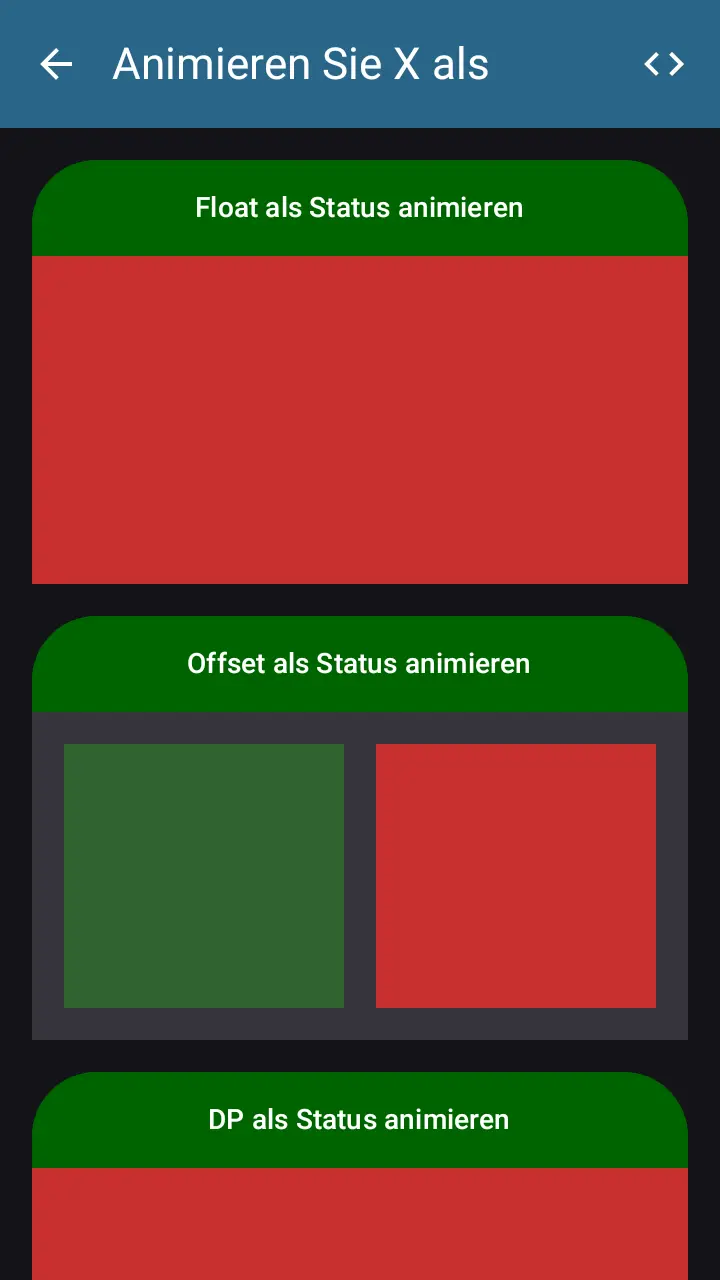 Animieren Sie X als
Float als Status animieren
Offset als Status animieren
DP als Status animieren